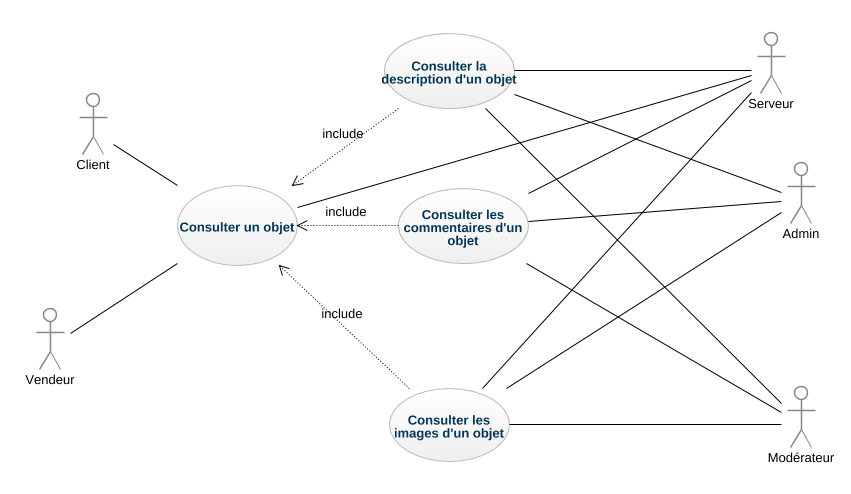 Consulter la
description d'un objet
Serveur
include
Client
Consulter un objet
include
Consulter les
commentaires d'un
objet
Admin
include
Vendeur
Consulter les
images d'un objet
Modérateur